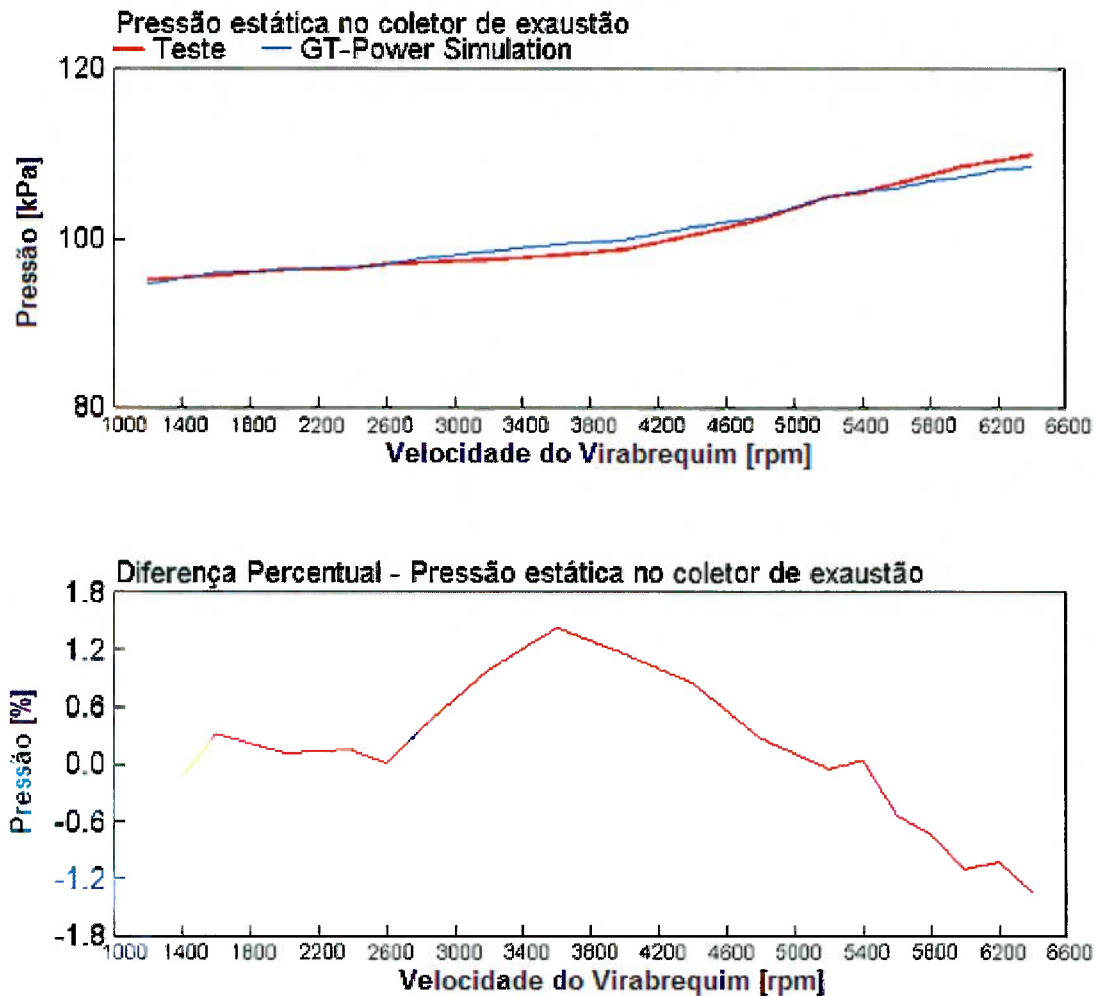 Pressão estática no coletor de exaustão
Teste GT-Power Simulation
120
100
80
Pressão [kPa]
1000 1400 1800 2200 2600 3000 3400 3800 4200 4600 5000 5400 5800 6200 6600
Velocidade do Virabrequim [rpm]
Diferença Percentual - Pressão estática no coletor de exaustão
1.8
1.2
0.6
0.0
-0.6
-1.2
-1.8
Pressão [%]
1000 1400 1800 2200 2600 3000 3400 3800 4200 4600 5000 5400 5800 6200 6600
Velocidade do Virabrequim [rpm]